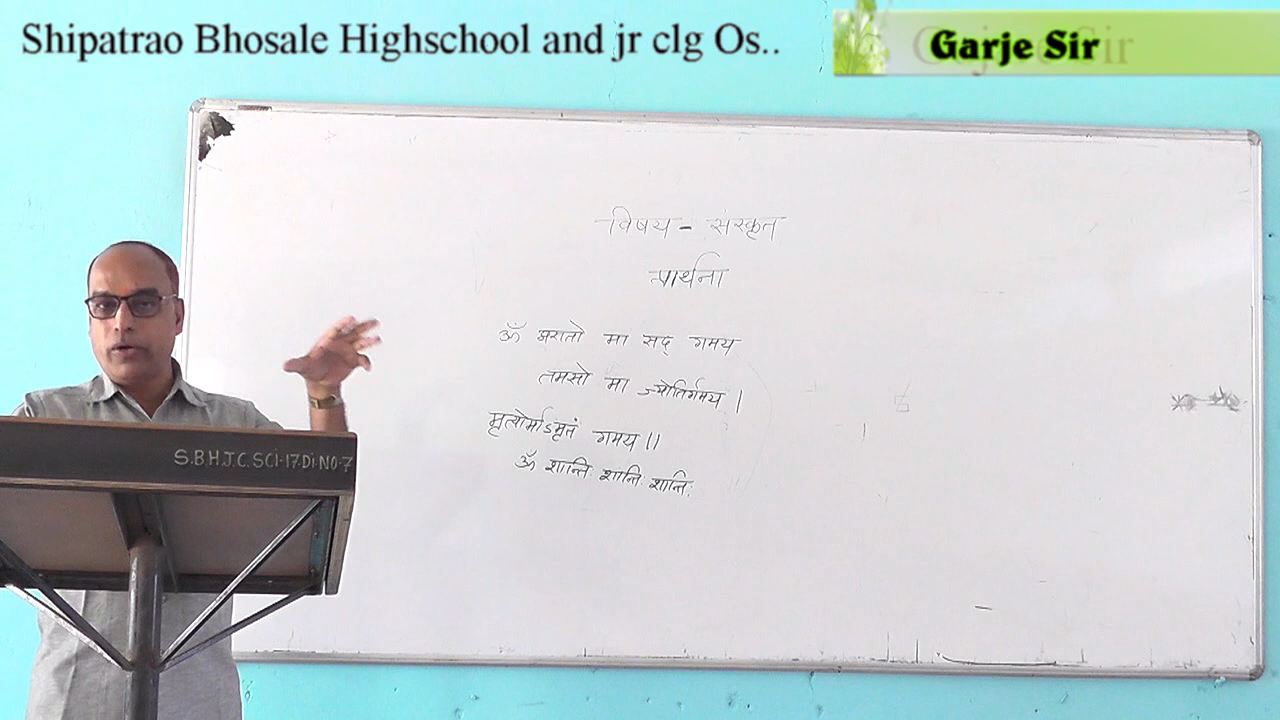 Shipatrao Bhosale Highschool and jr clg Os..
Garje Sir
विषय - संस्कृत
प्रार्थना
ॐ असतो मा सद् गमय
तमसो मा ज्योतिर्गमय |
मृत्योर्माऽमृतं गमय ||
ॐ शान्तिः शान्तिः शान्तिः
S.B.H.J.C.SCI-17.DI.NO-7